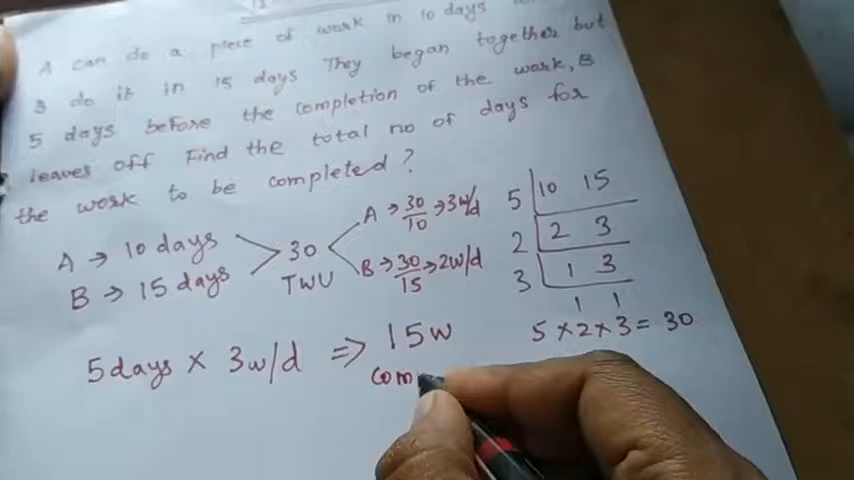 A can do a piece of work in 10 days
B do it in 15 days They began together but
5 days before the completion of the work, B
leaves off Find the total no of days for
the work to be completed?
A → 10 days
B → 15 days
30
TWU
A → 30/10 → 3w/d
B → 30/15 → 2w/d
5 10 15
2 2 3
3 1 3
1 1
5 × 2 × 3 = 30
5 days × 3w/d ⇒ 15w
com